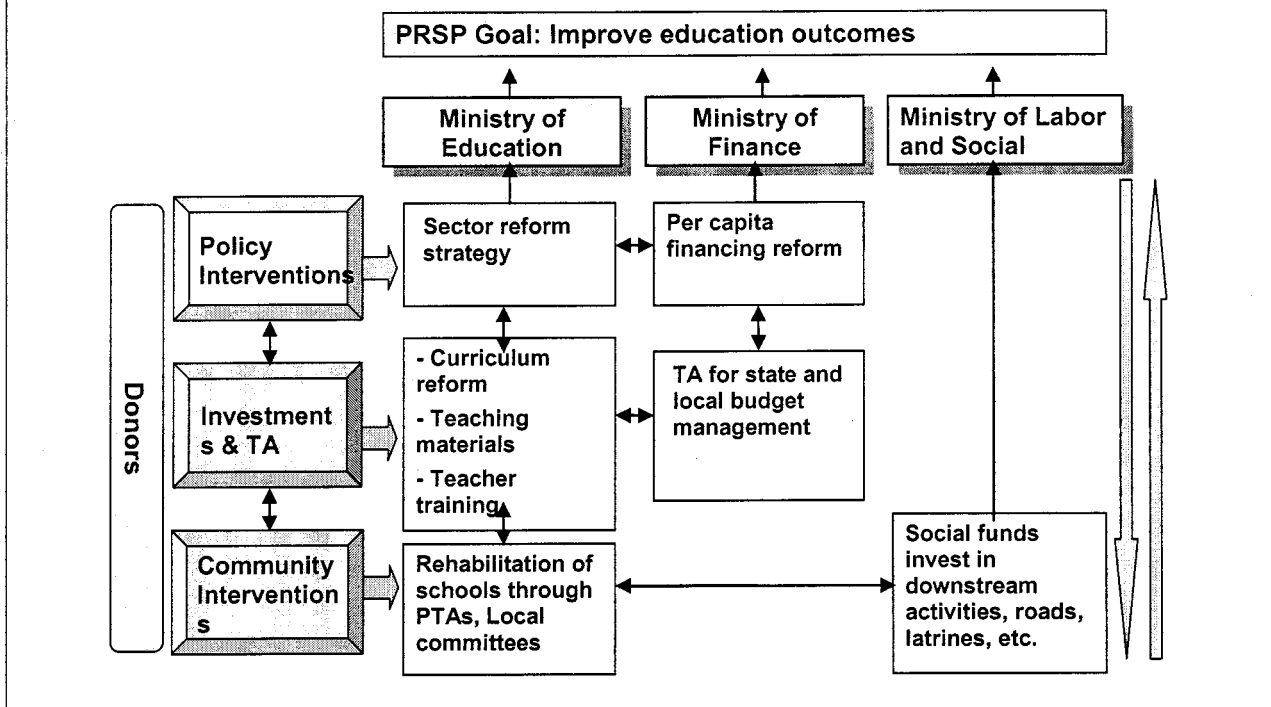 PRSP Goal: Improve education outcomes
Ministry of
Education
Ministry of
Finance
Ministry of Labor
and Social
Donors
Policy
Interventions
Sector reform
strategy
Per capita
financing reform
Investment
s & TA
- Curriculum
reform
- Teaching
materials
- Teacher
training
TA for state and
local budget
management
Community
Intervention
s
Rehabilitation of
schools through
PTAs, Local
committees
Social funds
invest in
downstream
activities, roads,
latrines, etc.